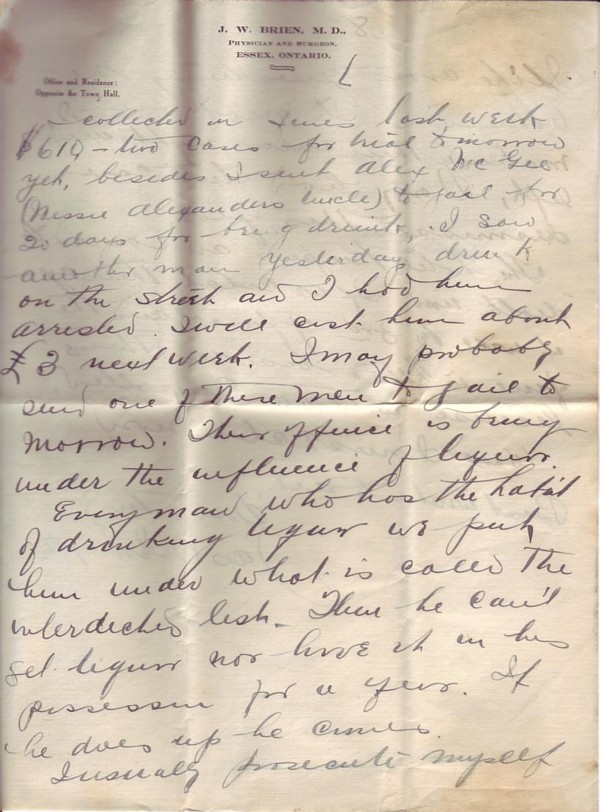 J. W. BRIEN, M. D.,
PHYSICIAN AND SURGEON.
ESSEX, ONTARIO.
Office and Residence:
Opposite the Town Hall.
I collected in fines last week
$610 – two cases for trial tomorrow
yet, besides I sent Alex Mc Gee
(Nessie Alexanders Uncle) to jail for
20 days for being drunk, I saw
another man yesterday drunk
on the street and I had him
arrested. I will cost him about
£3 next week. I may probably
send one of these men to jail to
morrow. Their offence is being
under the influence of liquor.
Every man who has the habit
of drinking liquor we put
him under what is called the
interdicted list. Then he can't
get liquor nor have it in his
possession for a year. If
he does up he comes.
I usually prosecute myself